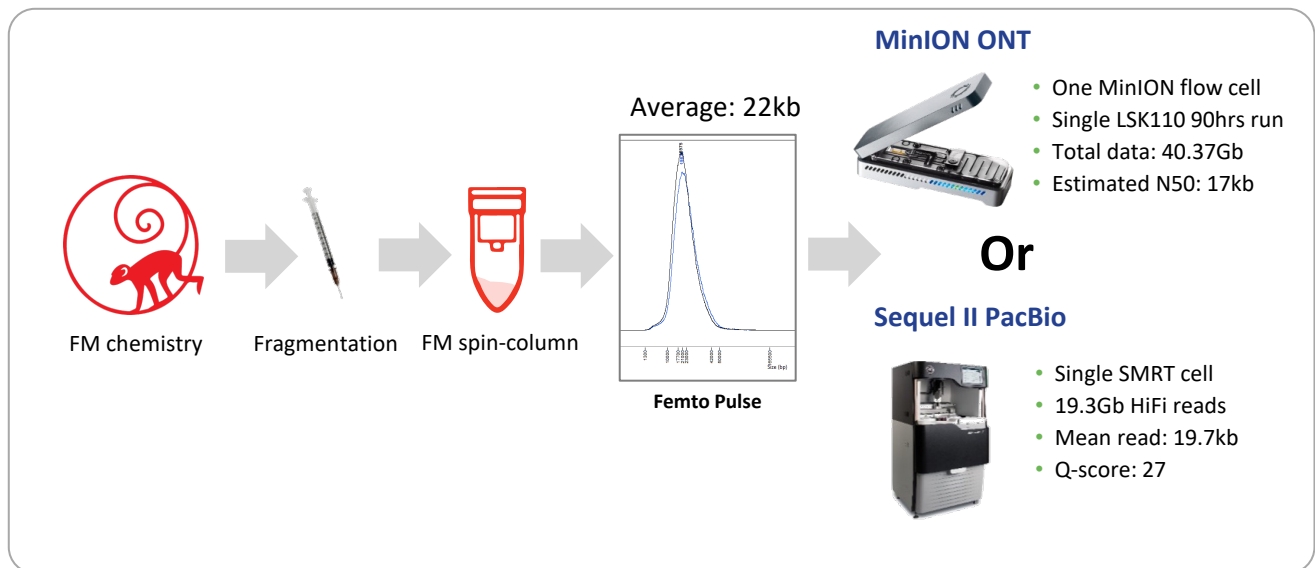 FM chemistry
Fragmentation
FM spin-column
Average: 22kb
Size (bp)
Femto Pulse
MinION ONT
• One MinION flow cell
• Single LSK110 90hrs run
• Total data: 40.37Gb
• Estimated N50: 17kb
Or
Sequel II PacBio
• Single SMRT cell
• 19.3Gb HiFi reads
• Mean read: 19.7kb
• Q-score: 27